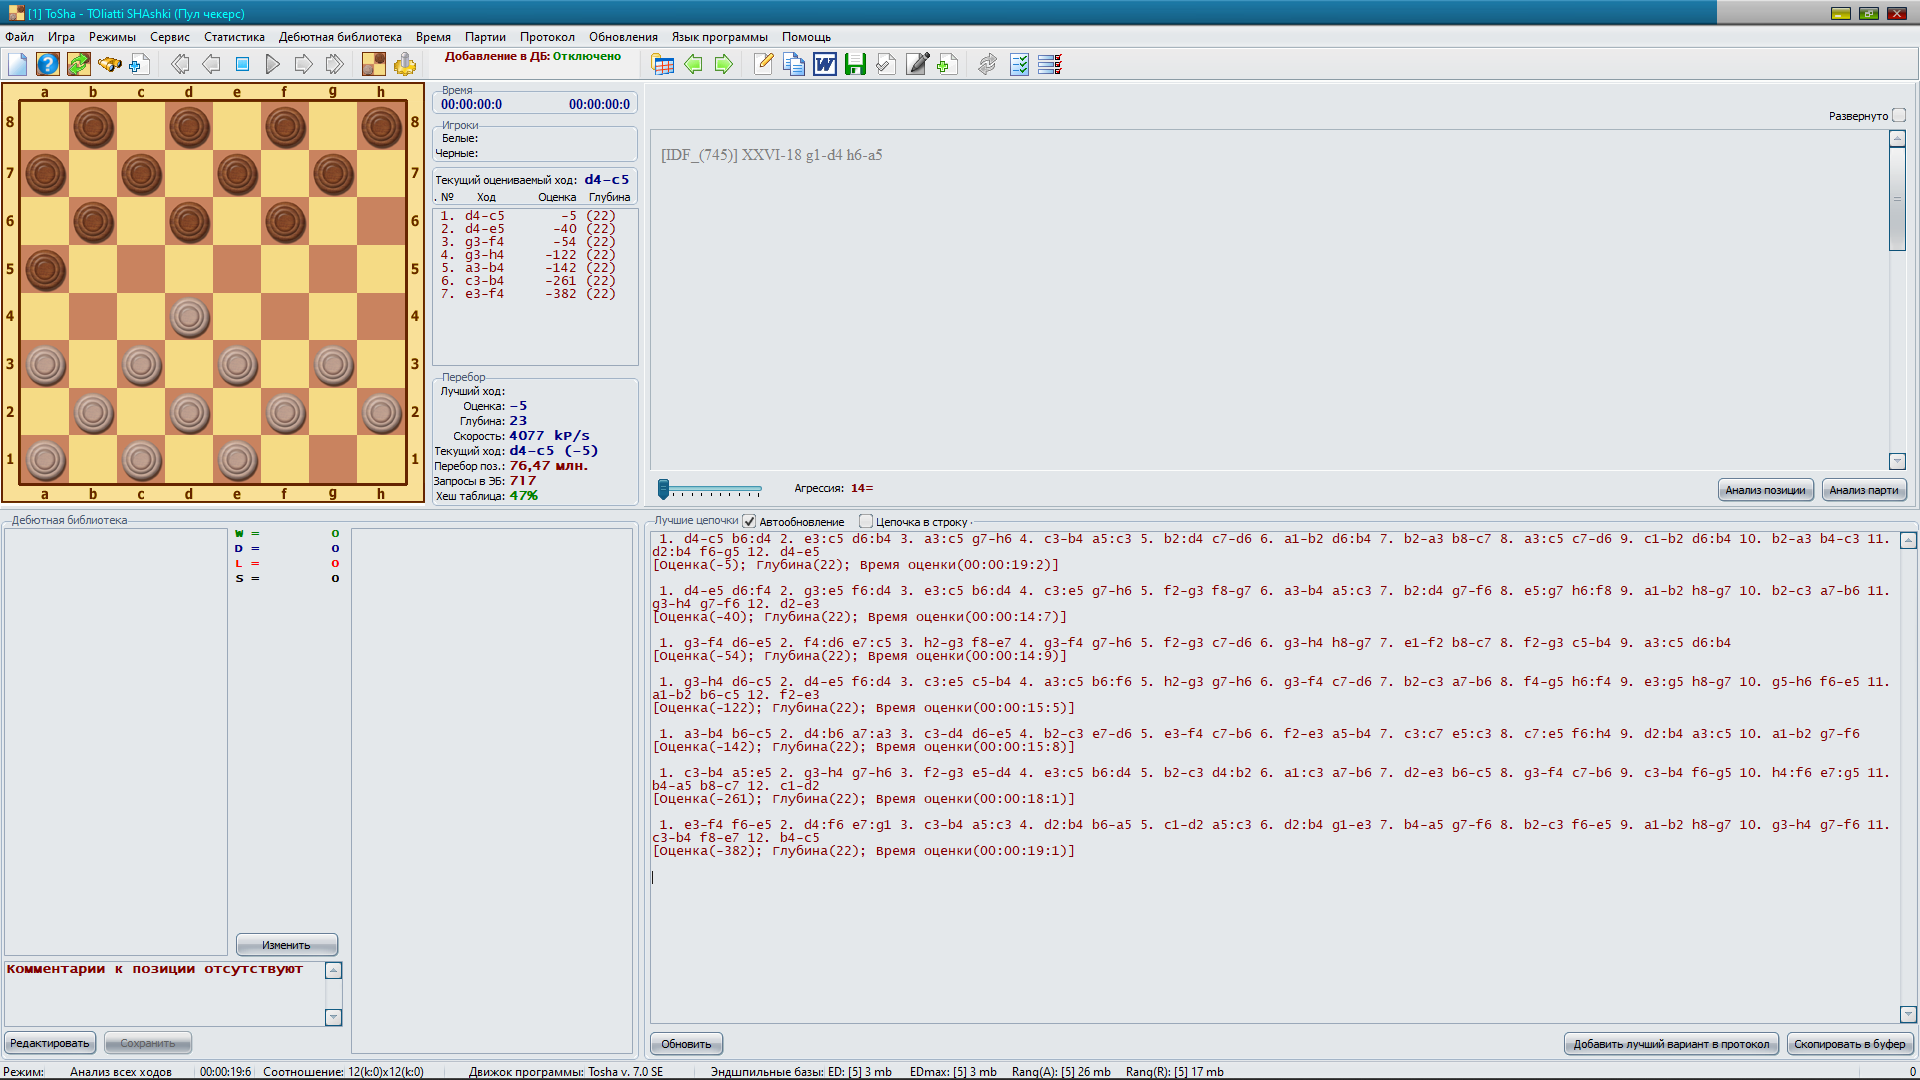 [1] ToSha - TOliatti SHAshki (Пул чекерс)
Файл Игра Режимы Сервис Статистика Дебютная библиотека Время Партии Протокол Обновления Язык программы Помощь
Добавление в ДБ: Отключено
a b c d e f g h
8 8
7 7
6 6
5 5
4 4
3 3
2 2
1 1
a b c d e f g h
Время
00:00:00:0 00:00:00:0
Игроки
Белые:
Черные:
Текущий оцениваемый ход: d4-c5
. № Ход Оценка Глубина
1. d4-c5 -5 (22)
2. d4-e5 -40 (22)
3. g3-f4 -54 (22)
4. g3-h4 -122 (22)
5. a3-b4 -142 (22)
6. c3-b4 -261 (22)
7. e3-f4 -382 (22)
Перебор
Лучший ход:
Оценка: -5
Глубина: 23
Скорость: 4077 kP/s
Текущий ход: d4-c5 (-5)
Перебор поз.: 76,47 млн.
Запросы в ЭБ: 717
Хеш таблица: 47%
Развернуто
[IDF_(745)] XXVI-18 g1-d4 h6-a5
Агрессия: 14=
Анализ позиции Анализ парти
Дебютная библиотека
W = 0
D = 0
L = 0
S = 0
Изменить
Комментарии к позиции отсутствуют
Редактировать Сохранить
Лучшие цепочки Автообновление Цепочка в строку
1. d4-c5 b6:d4 2. e3:c5 d6:b4 3. a3:c5 g7-h6 4. c3-b4 a5:c3 5. b2:d4 c7-d6 6. a1-b2 d6:b4 7. b2-a3 b8-c7 8. a3:c5 c7-d6 9. c1-b2 d6:b4 10. b2-a3 b4-c3 11.
d2:b4 f6-g5 12. d4-e5
[Оценка(-5); Глубина(22); Время оценки(00:00:19:2)]
1. d4-e5 d6:f4 2. g3:e5 f6:d4 3. e3:c5 b6:d4 4. c3:e5 g7-h6 5. f2-g3 f8-g7 6. a3-b4 a5:c3 7. b2:d4 g7-f6 8. e5:g7 h6:f8 9. a1-b2 h8-g7 10. b2-c3 a7-b6 11.
g3-h4 g7-f6 12. d2-e3
[Оценка(-40); Глубина(22); Время оценки(00:00:14:7)]
1. g3-f4 d6-e5 2. f4:d6 e7:c5 3. h2-g3 f8-e7 4. g3-f4 g7-h6 5. f2-g3 c7-d6 6. g3-h4 h8-g7 7. e1-f2 b8-c7 8. f2-g3 c5-b4 9. a3:c5 d6:b4
[Оценка(-54); Глубина(22); Время оценки(00:00:14:9)]
1. g3-h4 d6-c5 2. d4-e5 f6:d4 3. c3:e5 c5-b4 4. a3:c5 b6:f6 5. h2-g3 g7-h6 6. g3-f4 c7-d6 7. b2-c3 a7-b6 8. f4-g5 h6:f4 9. e3:g5 h8-g7 10. g5-h6 f6-e5 11.
a1-b2 b6-c5 12. f2-e3
[Оценка(-122); Глубина(22); Время оценки(00:00:15:5)]
1. a3-b4 b6-c5 2. d4:b6 a7:a3 3. c3-d4 d6-e5 4. b2-c3 e7-d6 5. e3-f4 c7-b6 6. f2-e3 a5-b4 7. c3:c7 e5:c3 8. c7:e5 f6:h4 9. d2:b4 a3:c5 10. a1-b2 g7-f6
[Оценка(-142); Глубина(22); Время оценки(00:00:15:8)]
1. c3-b4 a5:e5 2. g3-h4 g7-h6 3. f2-g3 e5-d4 4. e3:c5 b6:d4 5. b2-c3 d4:b2 6. a1:c3 a7-b6 7. d2-e3 b6-c5 8. g3-f4 c7-b6 9. c3-b4 f6-g5 10. h4:f6 e7:g5 11.
b4-a5 b8-c7 12. c1-d2
[Оценка(-261); Глубина(22); Время оценки(00:00:18:1)]
1. e3-f4 f6-e5 2. d4:f6 e7:g1 3. c3-b4 a5:c3 4. d2:b4 b6-a5 5. c1-d2 a5:c3 6. d2:b4 g1-e3 7. b4-a5 g7-f6 8. b2-c3 f6-e5 9. a1-b2 h8-g7 10. g3-h4 g7-f6 11.
c3-b4 f8-e7 12. b4-c5
[Оценка(-382); Глубина(22); Время оценки(00:00:19:1)]
Обновить Добавить лучший вариант в протокол Скопировать в буфер
Режим: Анализ всех ходов 00:00:19:6 Соотношение: 12(k:0)x12(k:0) Движок программы: Tosha v. 7.0 SE Эндшпильные базы: ED: [5] 3 mb EDmax: [5] 3 mb Rang(A): [5] 26 mb Rang(R): [5] 17 mb 0